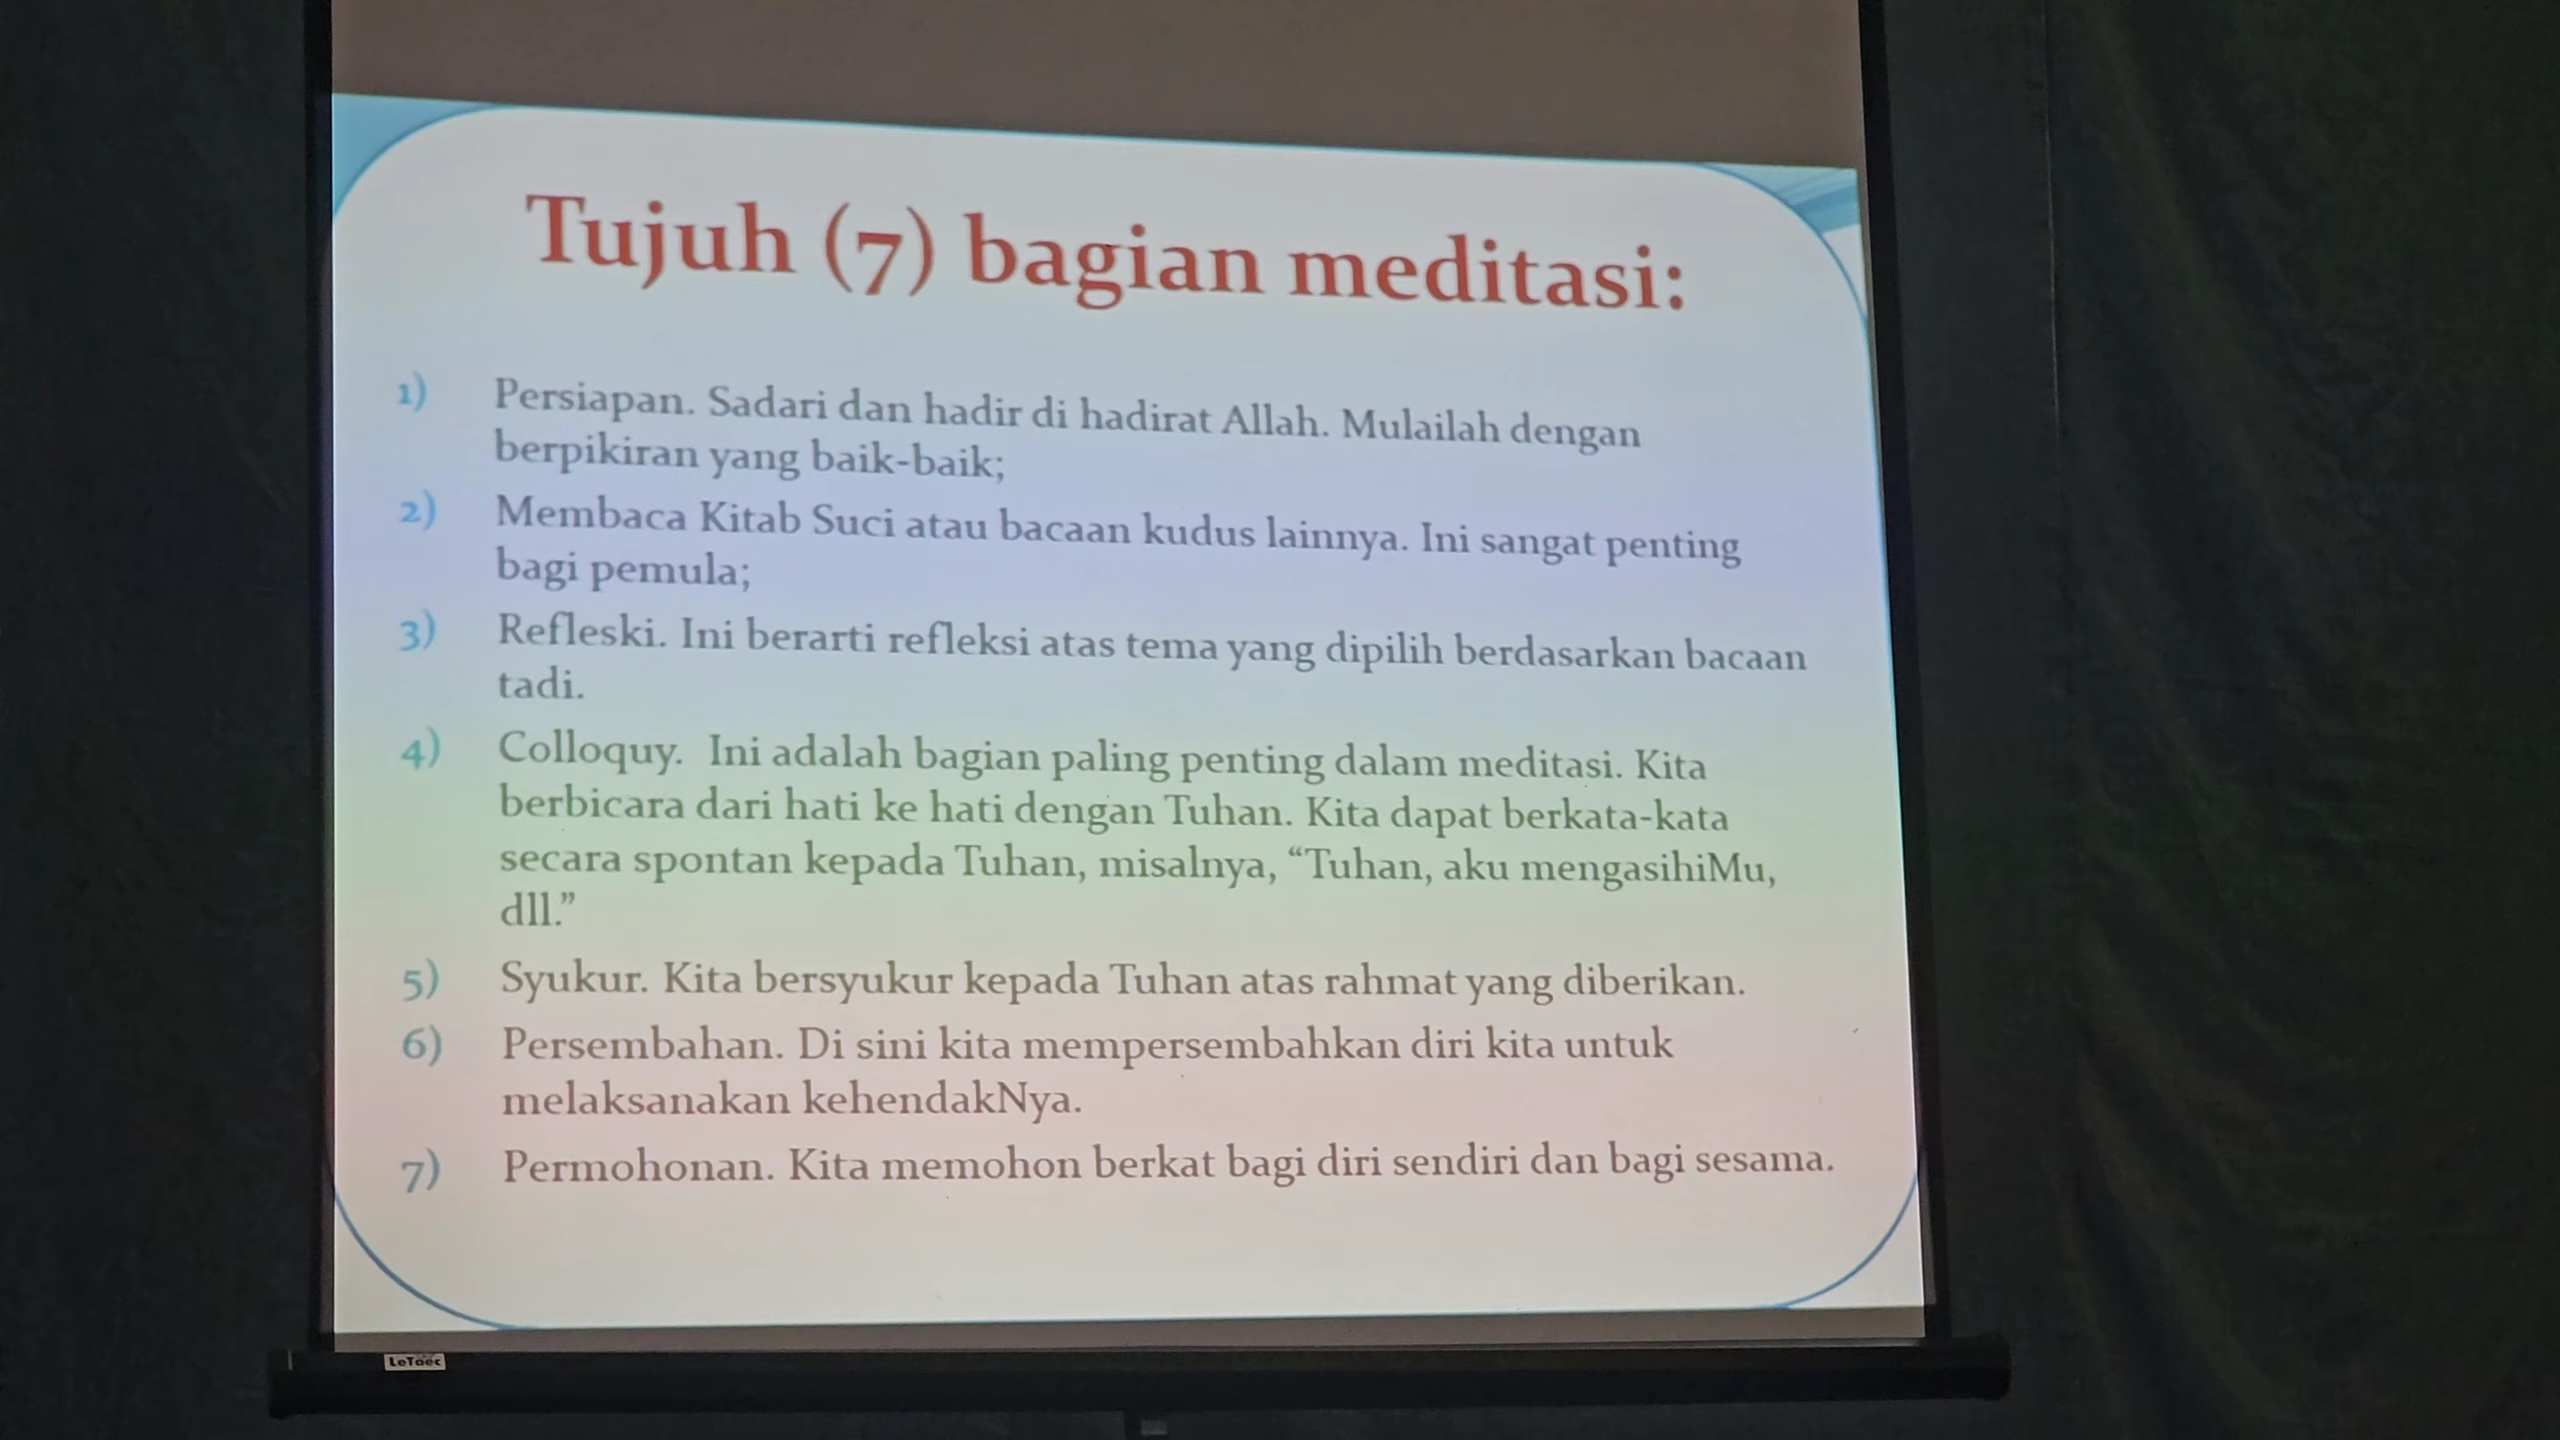 Tujuh (7) bagian meditasi:
1) Persiapan. Sadari dan hadir di hadirat Allah. Mulailah dengan
berpikiran yang baik-baik;
2) Membaca Kitab Suci atau bacaan kudus lainnya. Ini sangat penting
bagi pemula;
3) Refleski. Ini berarti refleksi atas tema yang dipilih berdasarkan bacaan
tadi.
4) Colloquy. Ini adalah bagian paling penting dalam meditasi. Kita
berbicara dari hati ke hati dengan Tuhan. Kita dapat berkata-kata
secara spontan kepada Tuhan, misalnya, “Tuhan, aku mengasihiMu,
dll.”
5) Syukur. Kita bersyukur kepada Tuhan atas rahmat yang diberikan.
6) Persembahan. Di sini kita mempersembahkan diri kita untuk
melaksanakan kehendakNya.
7) Permohonan. Kita memohon berkat bagi diri sendiri dan bagi sesama.
LeTaec